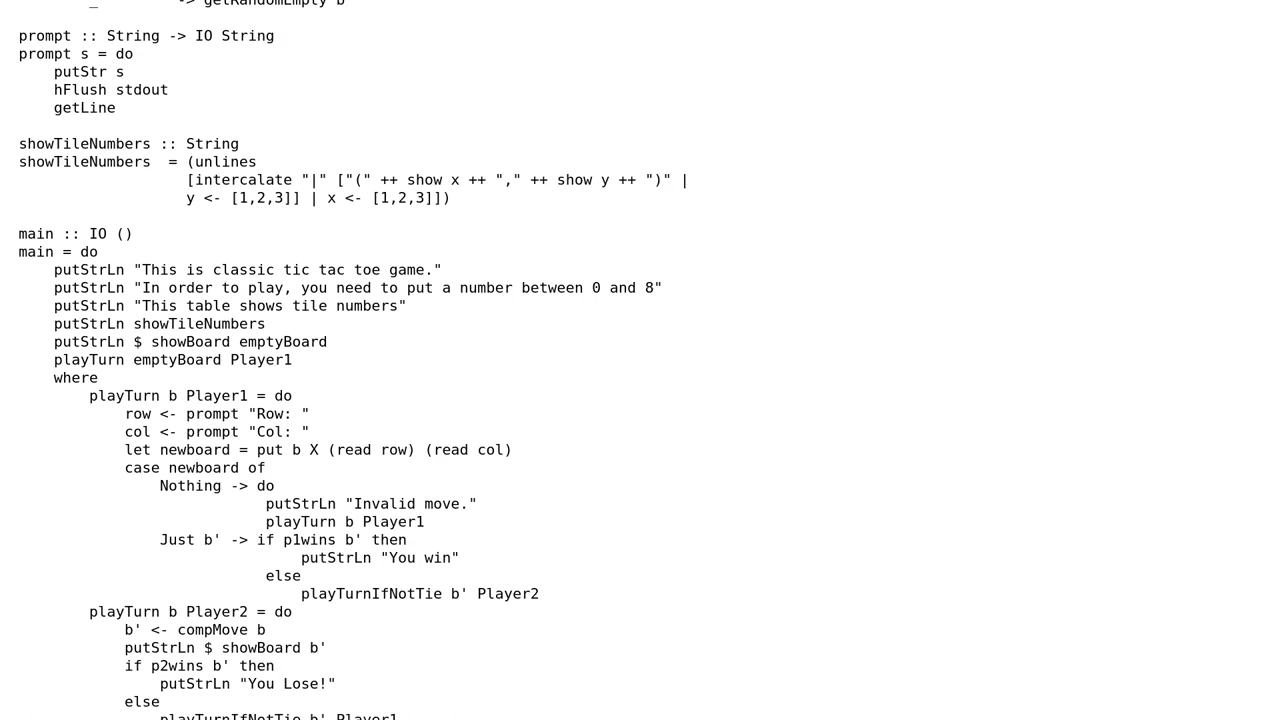 _         -> getRandomEmpty b

prompt :: String -> IO String
prompt s = do
    putStr s
    hFlush stdout
    getLine

showTileNumbers :: String
showTileNumbers  = (unlines
                   [intercalate "|" ["(" ++ show x ++ "," ++ show y ++ ")" |
                   y <- [1,2,3]] | x <- [1,2,3]])

main :: IO ()
main = do
    putStrLn "This is classic tic tac toe game."
    putStrLn "In order to play, you need to put a number between 0 and 8"
    putStrLn "This table shows tile numbers"
    putStrLn showTileNumbers
    putStrLn $ showBoard emptyBoard
    playTurn emptyBoard Player1
    where
        playTurn b Player1 = do
            row <- prompt "Row: "
            col <- prompt "Col: "
            let newboard = put b X (read row) (read col)
            case newboard of
                Nothing -> do
                            putStrLn "Invalid move."
                            playTurn b Player1
                Just b' -> if p1wins b' then
                                putStrLn "You win"
                            else
                                playTurnIfNotTie b' Player2
        playTurn b Player2 = do
            b' <- compMove b
            putStrLn $ showBoard b'
            if p2wins b' then
                putStrLn "You Lose!"
            else
                playTurnIfNotTie b' Player1